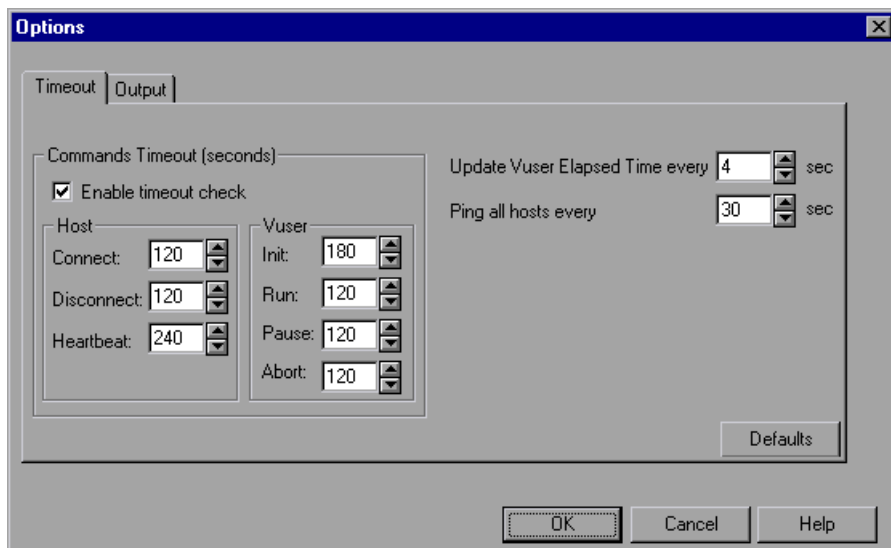 Options
Timeout
Output
Commands Timeout (seconds)
Enable timeout check
Host
Connect: 120
Disconnect: 120
Heartbeat: 240
Vuser
Init: 180
Run: 120
Pause: 120
Abort: 120
Update Vuser Elapsed Time every 4 sec
Ping all hosts every 30 sec
Defaults
OK
Cancel
Help